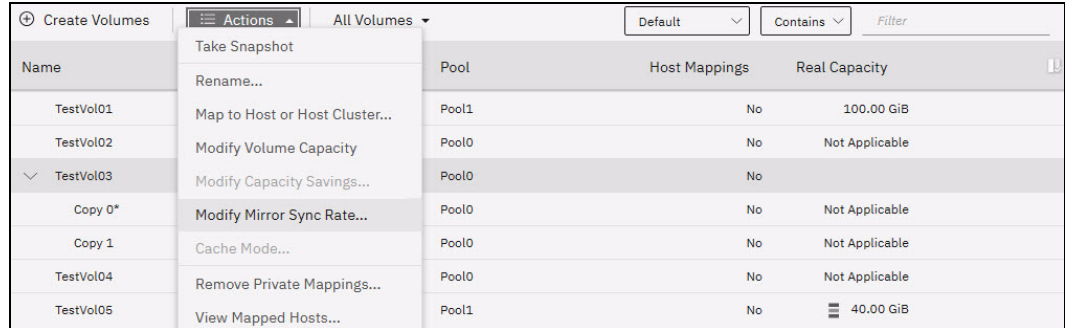 Create Volumes Actions All Volumes Default Contains Filter
Take Snapshot
Name Pool Host Mappings Real Capacity
Rename...
TestVol01 Map to Host or Host Cluster... Pool1 No 100.00 GiB
TestVol02 Modify Volume Capacity Pool0 No Not Applicable
TestVol03 Modify Capacity Savings... Pool0 No
Copy 0* Modify Mirror Sync Rate... Pool0 No Not Applicable
Copy 1 Cache Mode... Pool0 No Not Applicable
TestVol04 Remove Private Mappings... Pool0 No Not Applicable
TestVol05 View Mapped Hosts... Pool1 No 40.00 GiB